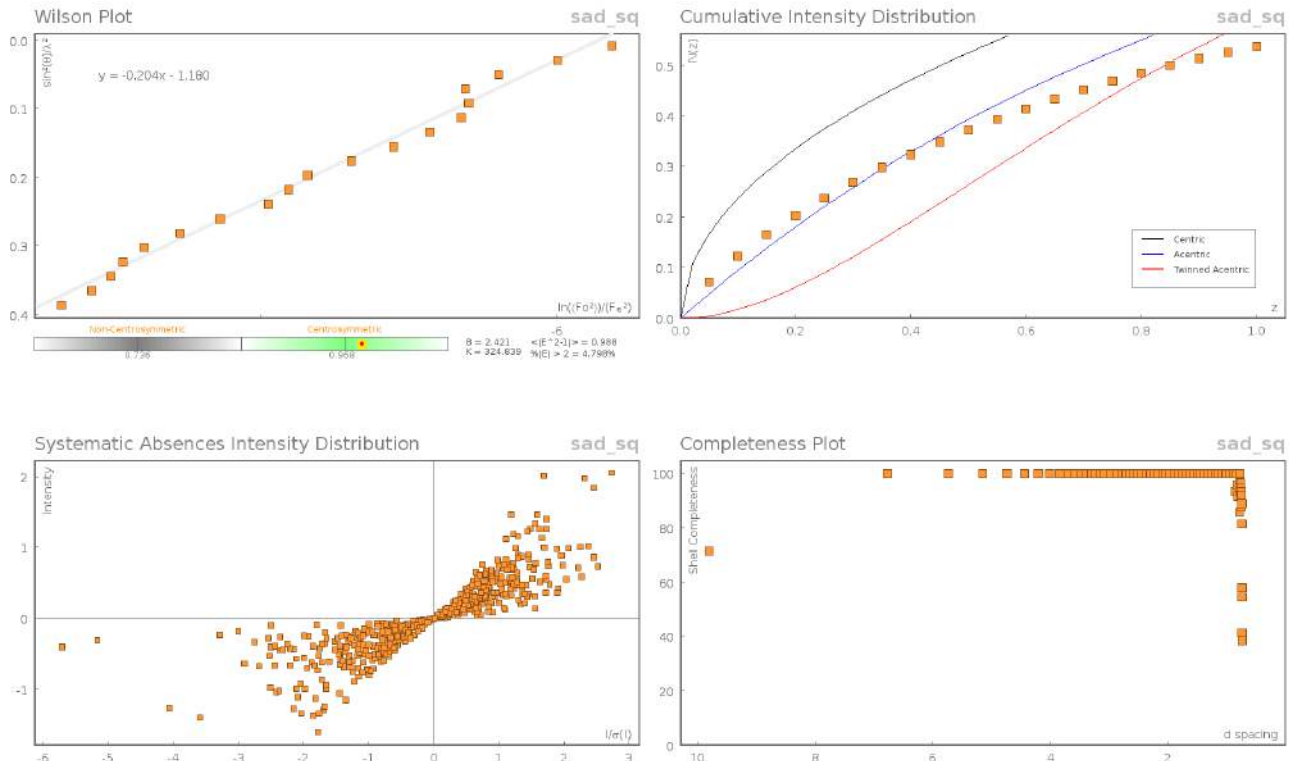 Wilson Plot
sad_sq
sin²(θ)/λ²
y = -0.204x - 1.180
0.0
0.1
0.2
0.3
0.4
ln(⟨Fo²⟩)/(Fe²)
-6
Non-Centrosymmetric
Centrosymmetric
0.736
0.968
B = 2.421
<|E^2-1|> = 0.988
K = 324.639
%|E| > 2 = 4.798%
Cumulative Intensity Distribution
sad_sq
N(z)
0.5
0.4
0.3
0.2
0.1
0.0
Centric
Acentric
Twinned Acentric
z
0.0
0.2
0.4
0.6
0.8
1.0
Systematic Absences Intensity Distribution
sad_sq
Intensity
2
1
0
-1
I/σ(I)
-6
-5
-4
-3
-2
-1
0
1
2
3
Completeness Plot
sad_sq
Shell Completeness
100
80
60
40
20
0
d spacing
10
8
6
4
2